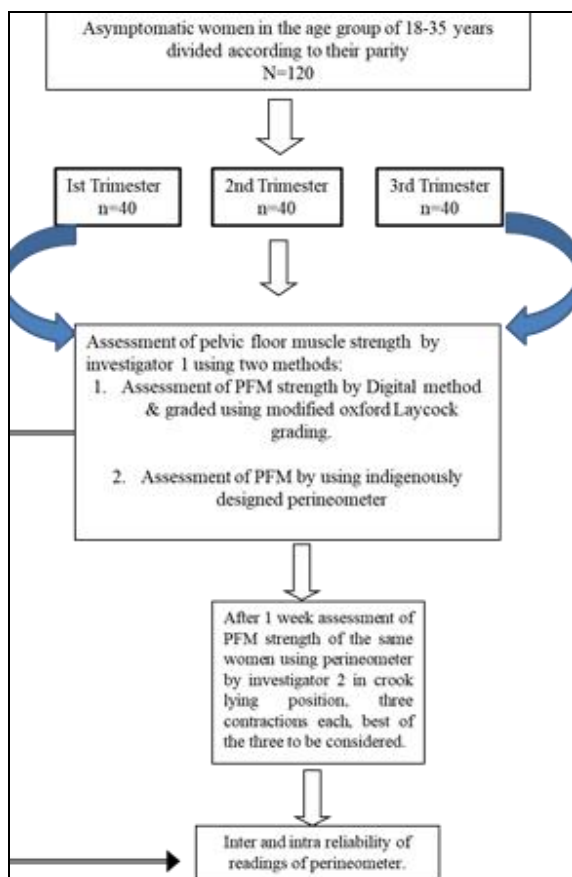 Asymptomatic women in the age group of 18-35 years
divided according to their parity
N=120
Ist Trimester
n=40
2nd Trimester
n=40
3rd Trimester
n=40
Assessment of pelvic floor muscle strength by
investigator 1 using two methods:
1. Assessment of PFM strength by Digital method
& graded using modified oxford Laycock
grading.
2. Assessment of PFM by using indigenously
designed perineometer
After 1 week assessment of
PFM strength of the same
women using perineometer
by investigator 2 in crook
lying position, three
contractions each, best of
the three to be considered.
Inter and intra reliability of
readings of perineometer.